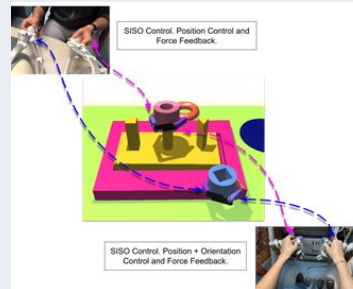 SISO Control. Position Control and
Force Feedback.
SISO Control. Position + Orientation
Control and Force Feedback.